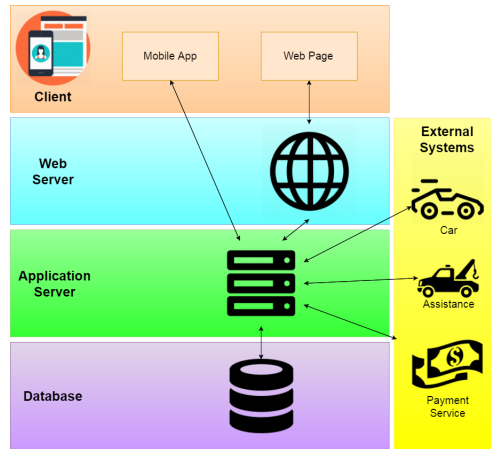 Mobile App
Web Page
Client
Web
Server
External
Systems
Car
Application
Server
Assistance
Database
Payment
Service